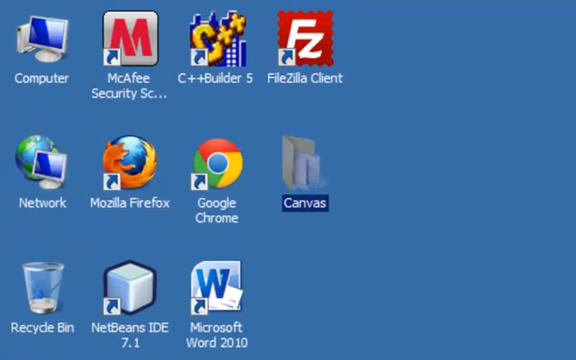 Computer
McAfee
Security Sc...
C++Builder 5
FileZilla Client
Network
Mozilla Firefox
Google
Chrome
Canvas
Recycle Bin
NetBeans IDE
7.1
Microsoft
Word 2010